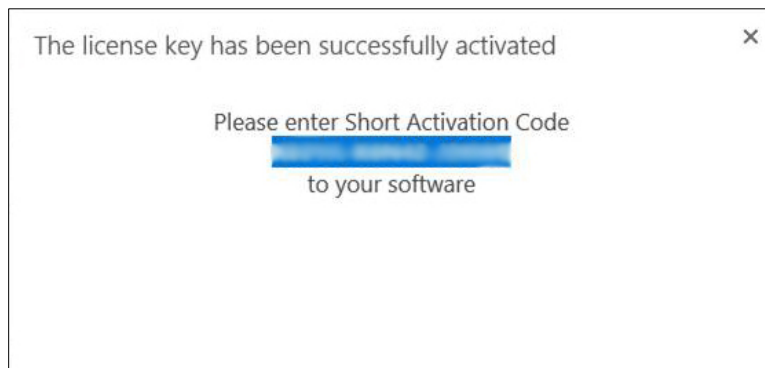 The license key has been successfully activated
Please enter Short Activation Code
to your software